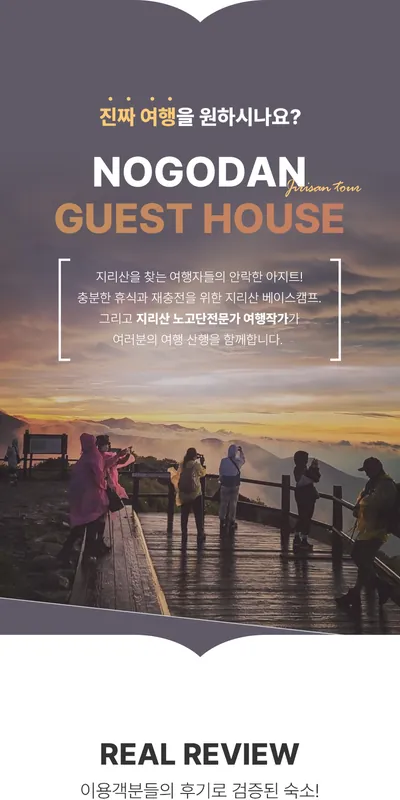 진짜 여행을 원하시나요?
NOGODAN
Jirisan tour
GUEST HOUSE
지리산을 찾는 여행자들의 안락한 아지트!
충분한 휴식과 재충전을 위한 지리산 베이스캠프.
그리고 지리산 노고단전문가 여행작가가
여러분의 여행 산행을 함께합니다.
REAL REVIEW
이용객분들의 후기로 검증된 숙소!